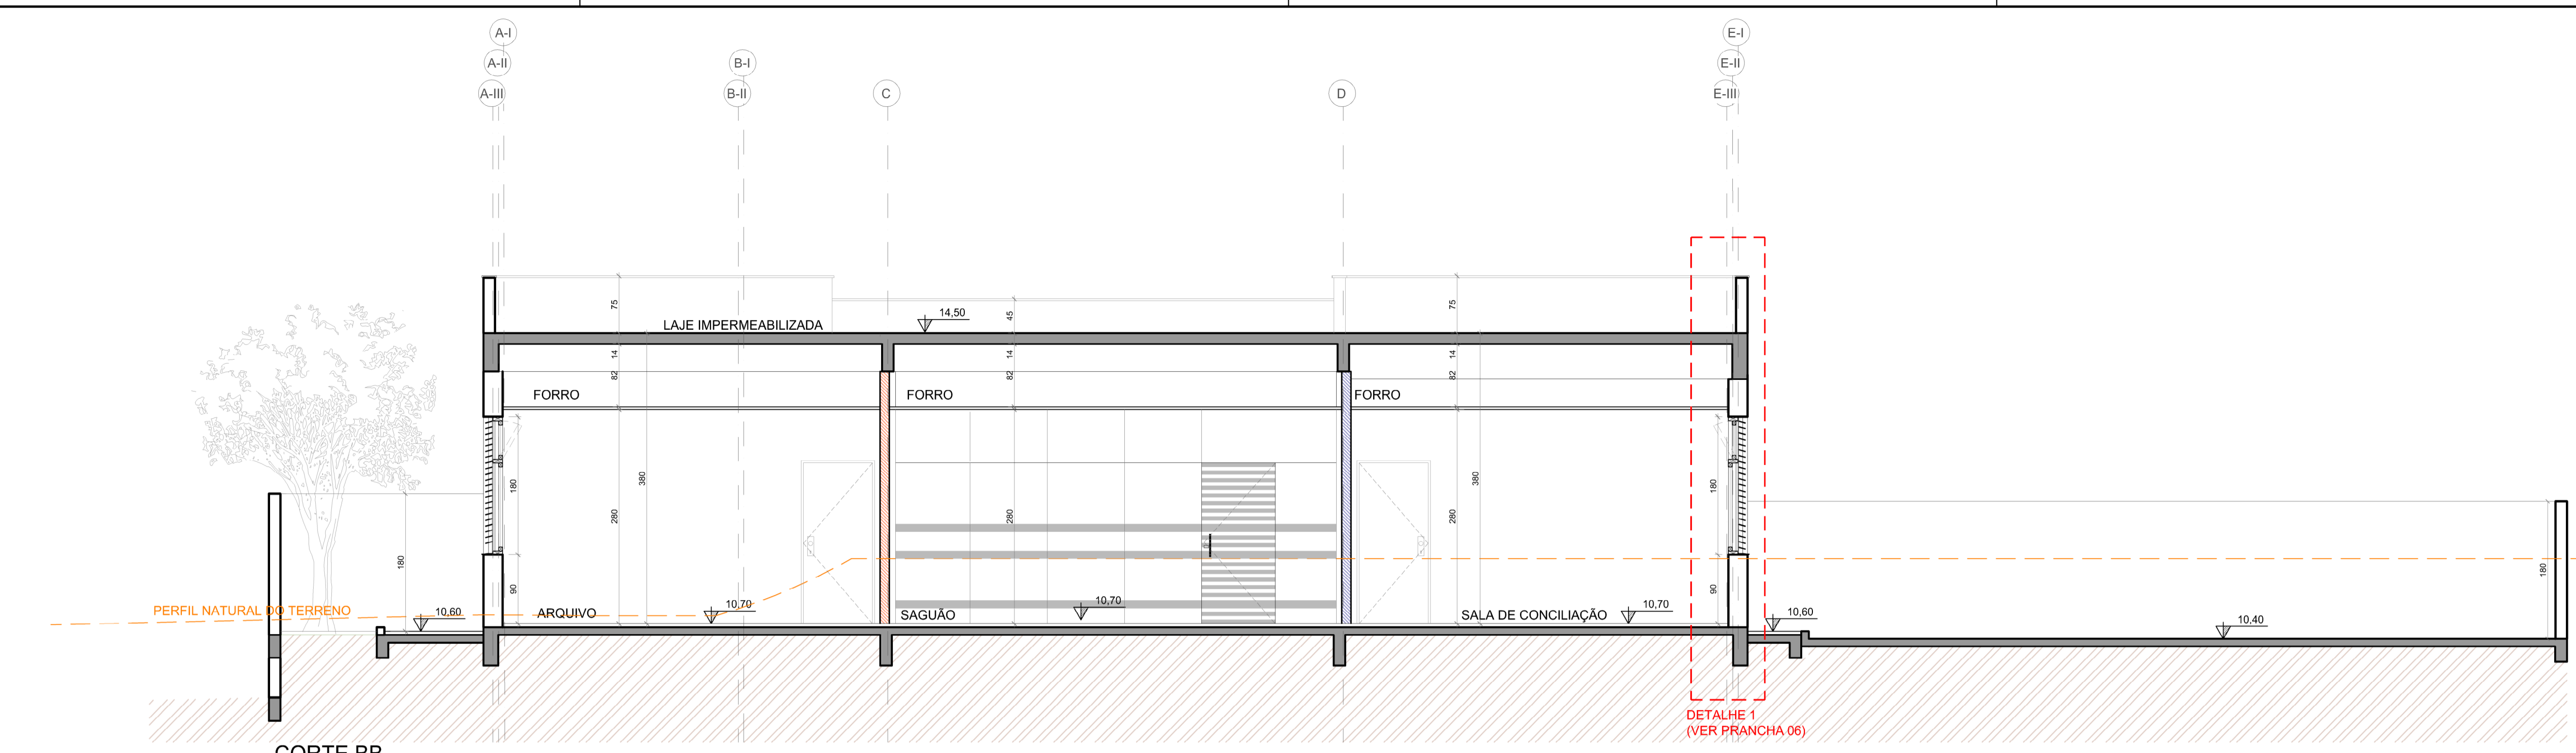 A-I
E-I
A-II
B-I
E-II
A-III
B-II
C
D
E-III
75
75
45
LAJE IMPERMEABILIZADA
14,50
14
14
14
82
82
82
FORRO
FORRO
FORRO
180
380
280
280
380
280
180
180
180
90
90
PERFIL NATURAL DO TERRENO
10,60
ARQUIVO
10,70
SAGUÃO
10,70
SALA DE CONCILIAÇÃO
10,70
10,60
10,40
DETALHE 1
(VER PRANCHA 06)
CORTE BB